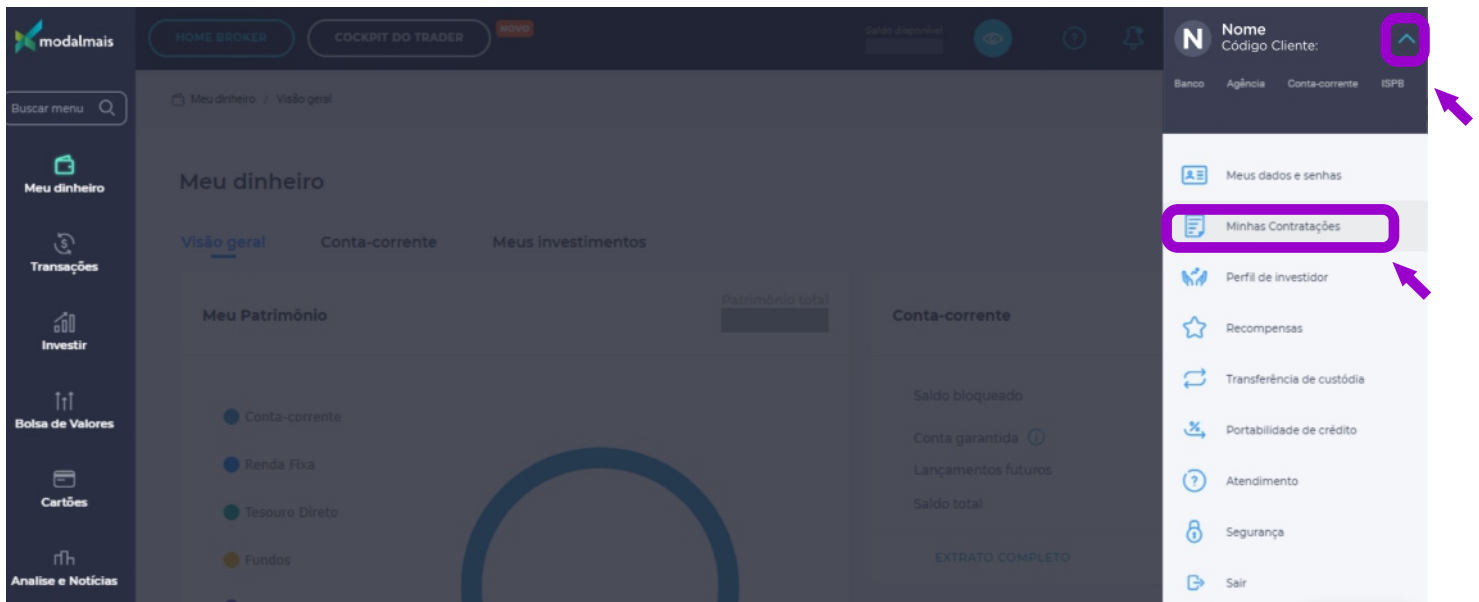 modalmais
HOME BROKER
COCKPIT DO TRADER
NOVO
Saldo disponível
N
Nome
Código Cliente:
Banco Agência Conta-corrente ISPB
Buscar menu
Meu dinheiro / Visão geral
Meu dinheiro
Transações
Investir
Bolsa de Valores
Cartões
Analise e Notícias
Meu dinheiro
Visão geral Conta-corrente Meus investimentos
Meu Patrimônio
Patrimônio total
Conta-corrente
Renda Fixa
Tesouro Direto
Fundos
Conta-corrente
Saldo bloqueado
Conta garantida
Lançamentos futuros
Saldo total
EXTRATO COMPLETO
Meus dados e senhas
Minhas Contratações
Perfil de investidor
Recompensas
Transferência de custódia
Portabilidade de crédito
Atendimento
Segurança
Sair